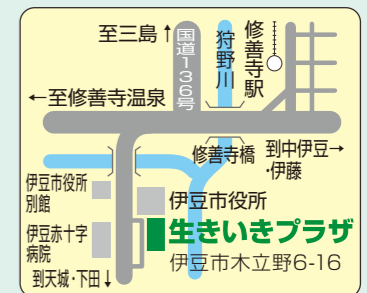 至三島↑
国道136号
狩野川
修善寺駅
←至修善寺温泉
修善寺橋
到中伊豆→
・伊藤
伊豆市役所
別館
伊豆市役所
伊豆赤十字
病院
生きいきプラザ
伊豆市木立野6-16
到天城・下田↓